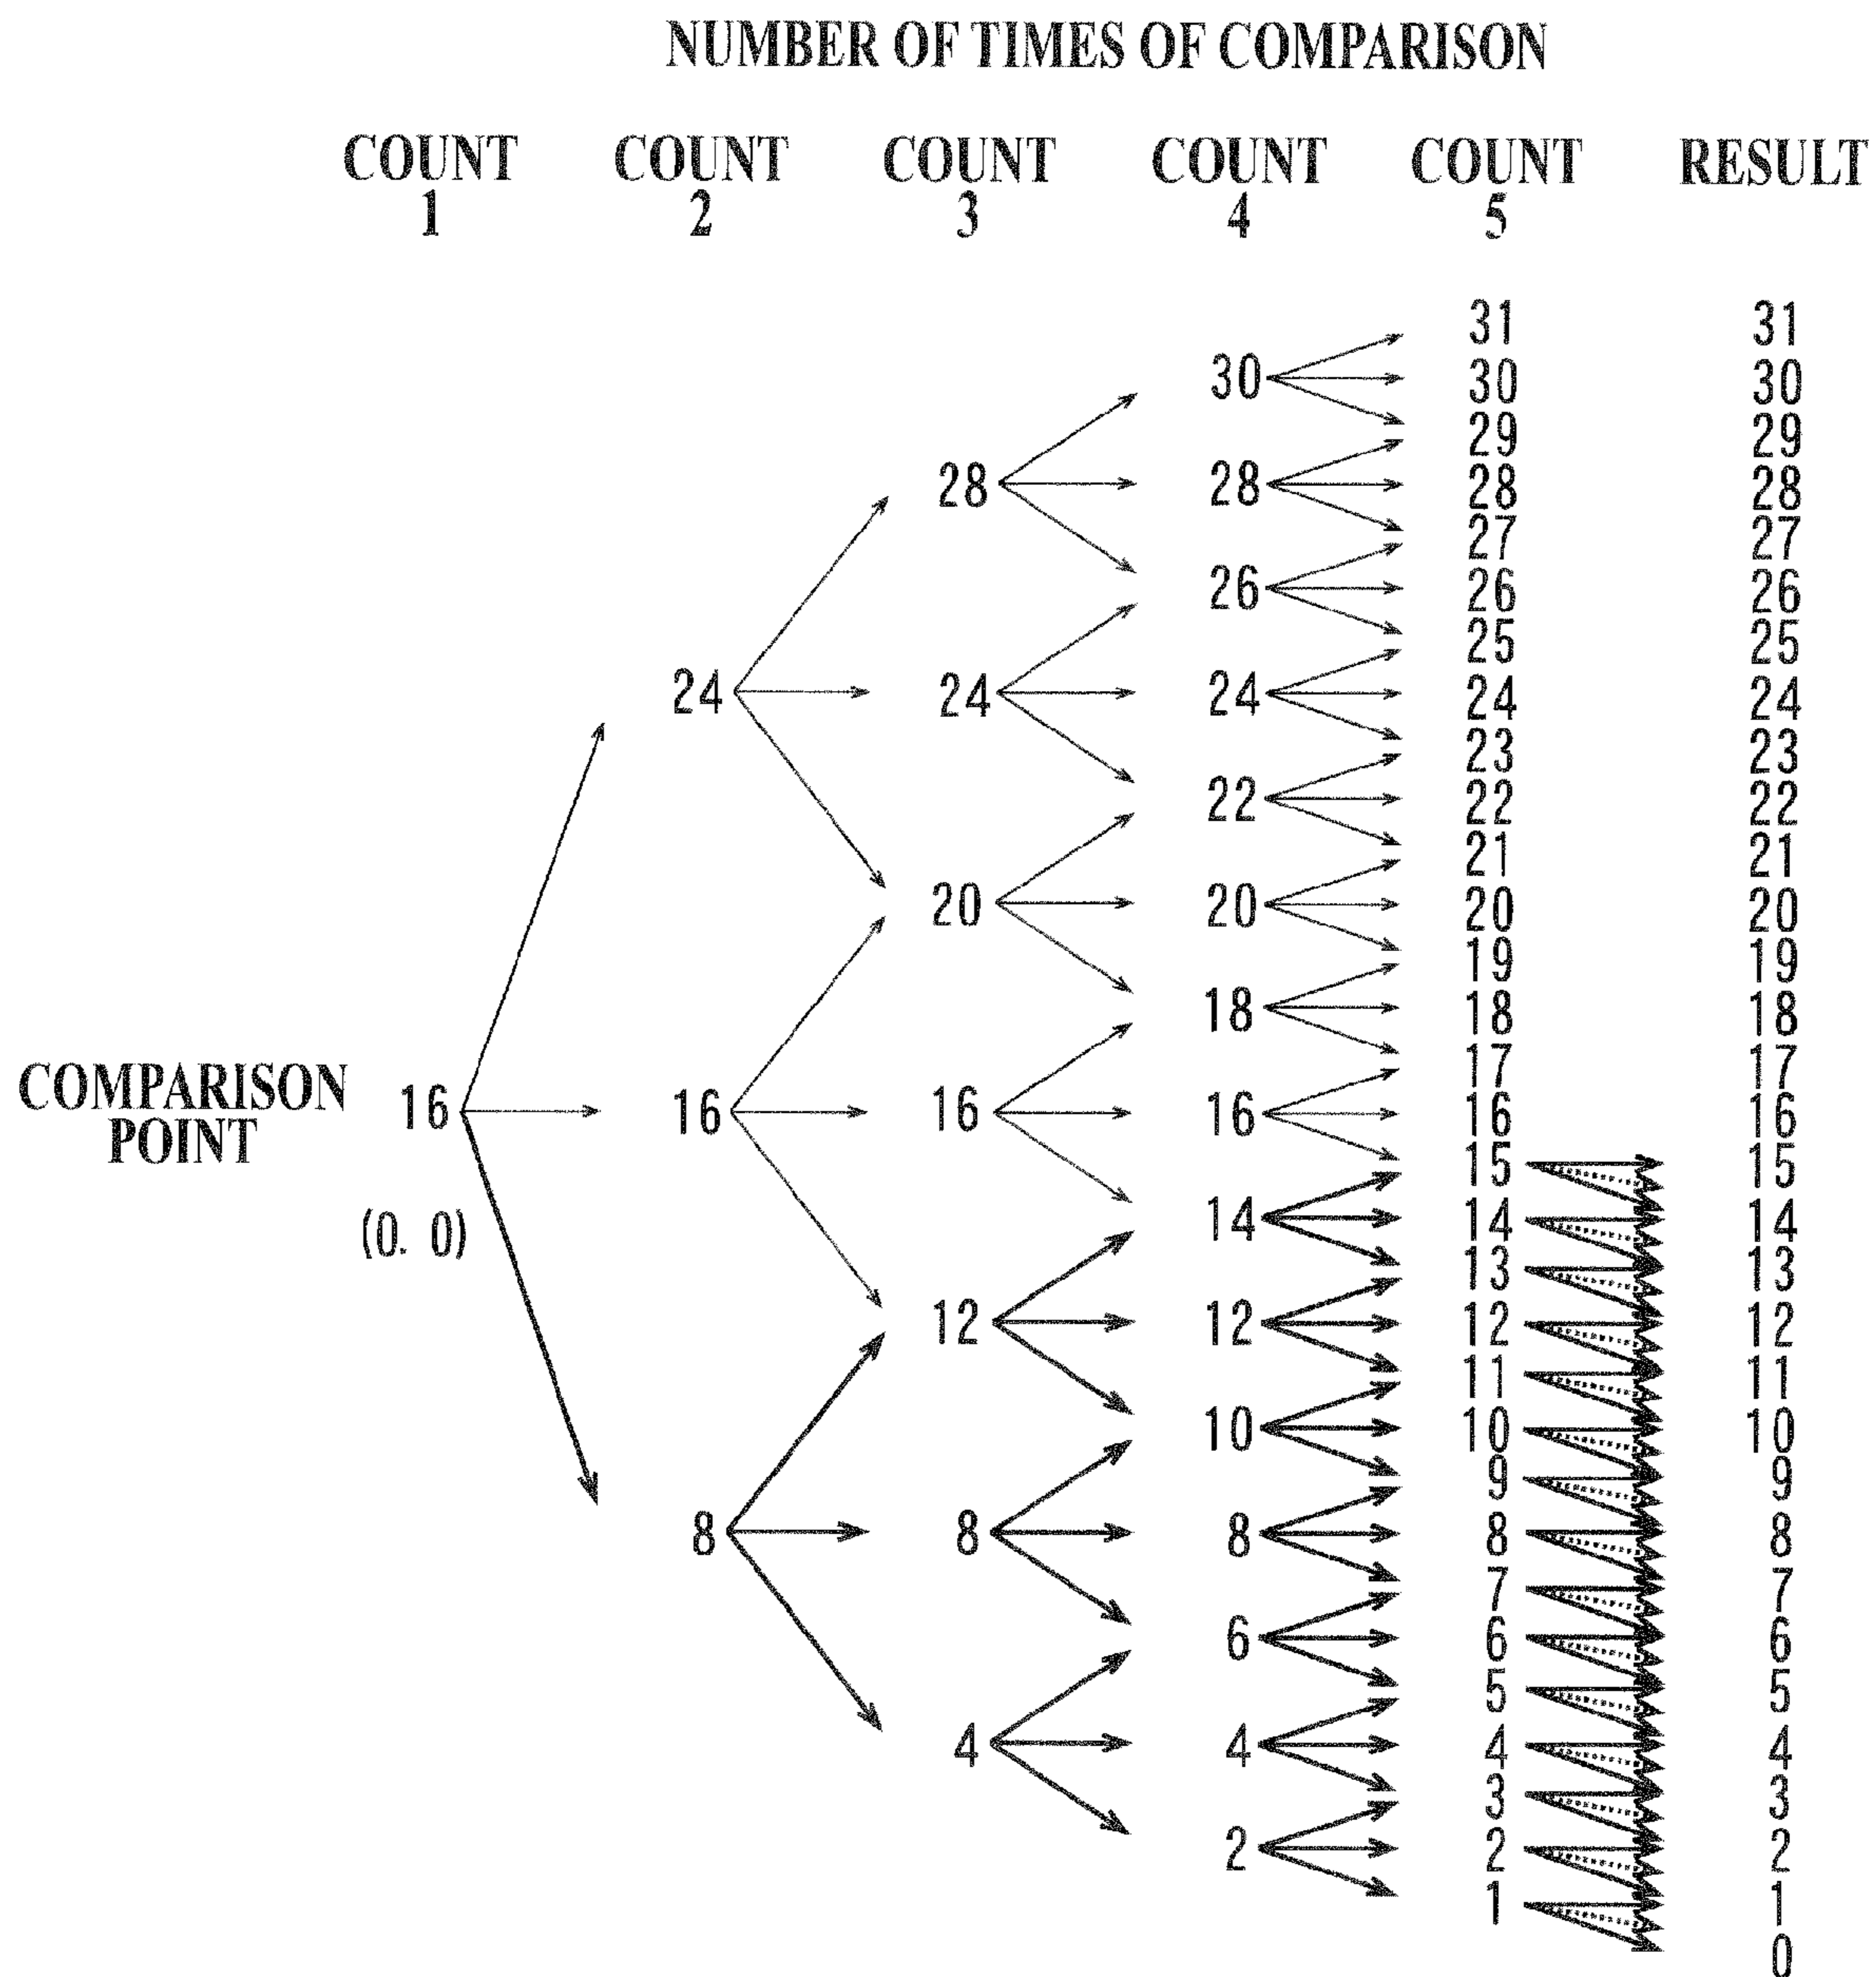 NUMBER OF TIMES OF COMPARISON
COUNT COUNT COUNT COUNT COUNT RESULT
1 2 3 4 5
31 31
30 30 30
29 29
28 28 28 28
27 27
26 26 26
25 25
24 24 24 24 24
23 23
22 22 22
21 21
20 20 20 20
19 19
18 18 18
17 17
COMPARISON 16 16 16 16 16 16
POINT
15 15
(0. 0) 14 14 14
13 13
12 12 12 12
11 11
10 10 10
9 9
8 8 8 8 8
7 7
6 6 6
5 5
4 4 4 4
3 3
2 2 2
1 1
0